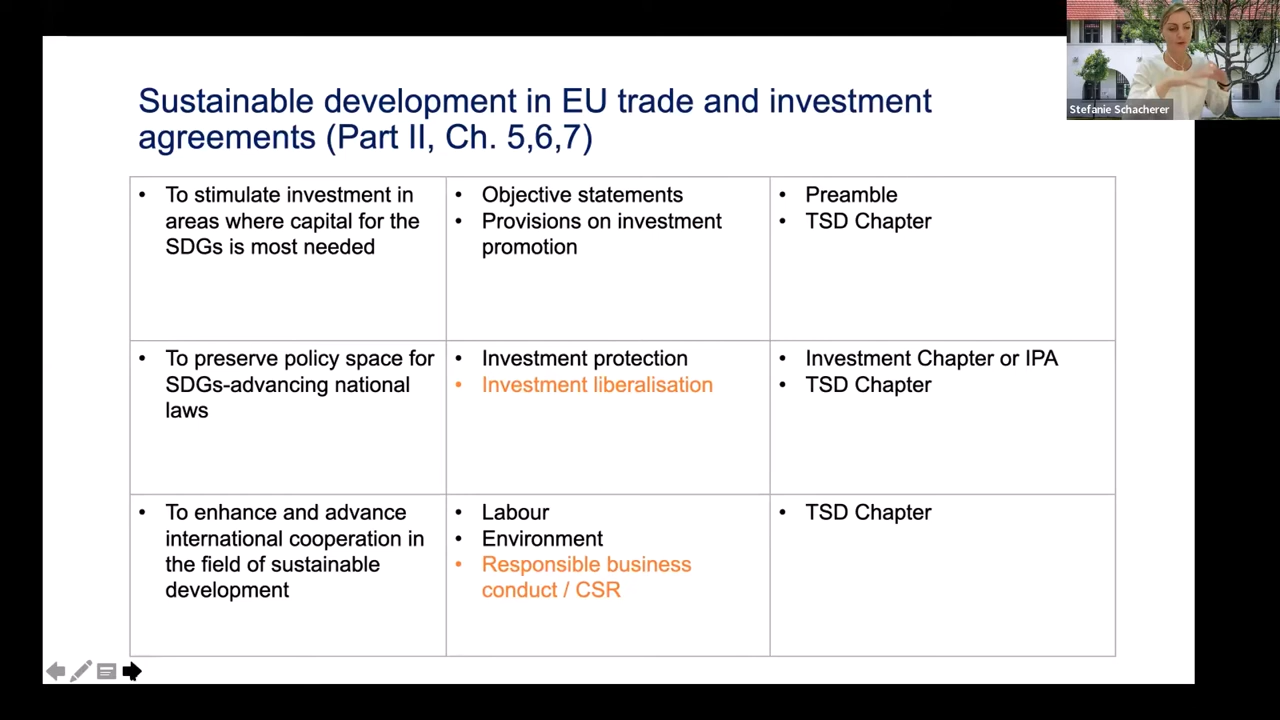 Stefanie Schacherer
Sustainable development in EU trade and investment
agreements (Part II, Ch. 5,6,7)
• To stimulate investment in
areas where capital for the
SDGs is most needed
• Objective statements
• Provisions on investment
promotion
• Preamble
• TSD Chapter
• To preserve policy space for
SDGs-advancing national
laws
• Investment protection
• Investment liberalisation
• Investment Chapter or IPA
• TSD Chapter
• To enhance and advance
international cooperation in
the field of sustainable
development
• Labour
• Environment
• Responsible business
conduct / CSR
• TSD Chapter